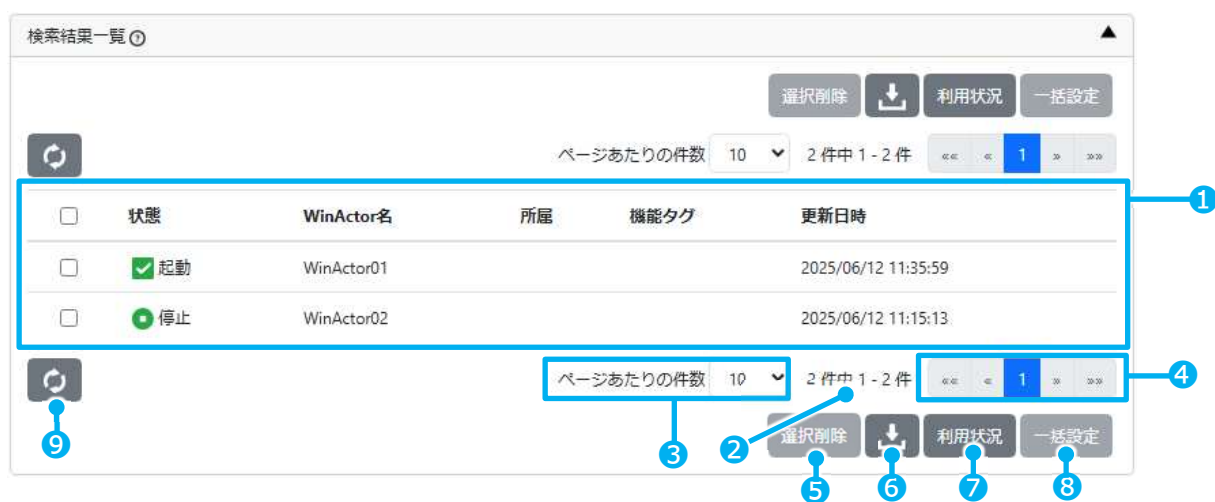 検索結果一覧
選択削除 利用状況 一括設定
ページあたりの件数 10 2 件中 1 - 2 件 «« « 1 » »»
1
状態 WinActor名 所属 機能タグ 更新日時
起動 WinActor01 2025/06/12 11:35:59
停止 WinActor02 2025/06/12 11:15:13
ページあたりの件数 10 2 件中 1 - 2 件 «« « 1 » »»
4
9 3 2 選択削除 利用状況 一括設定
5 6 7 8